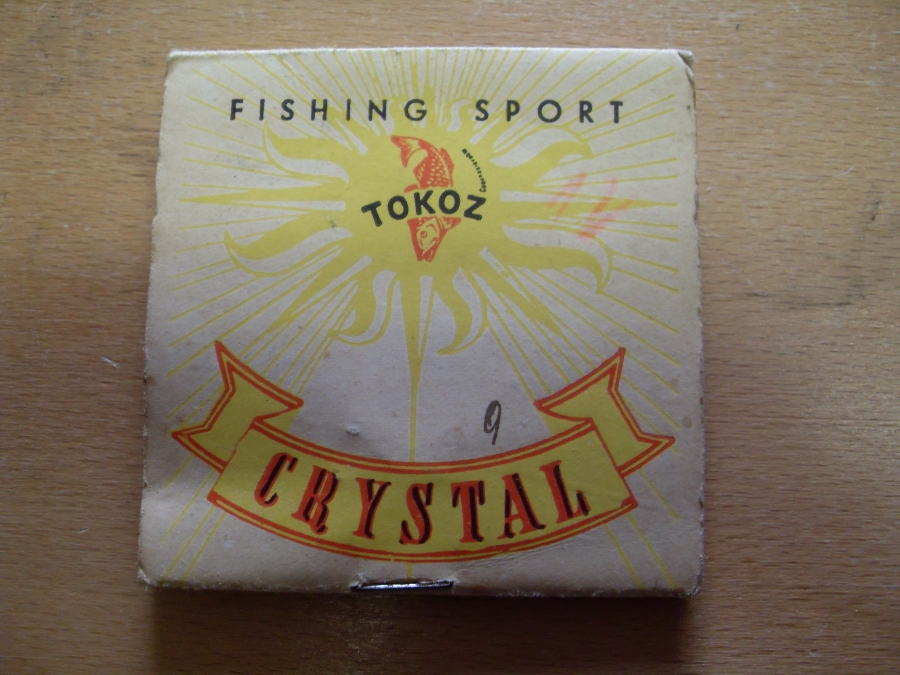 FISHING SPORT
TOKOZ
9
CRYSTAL